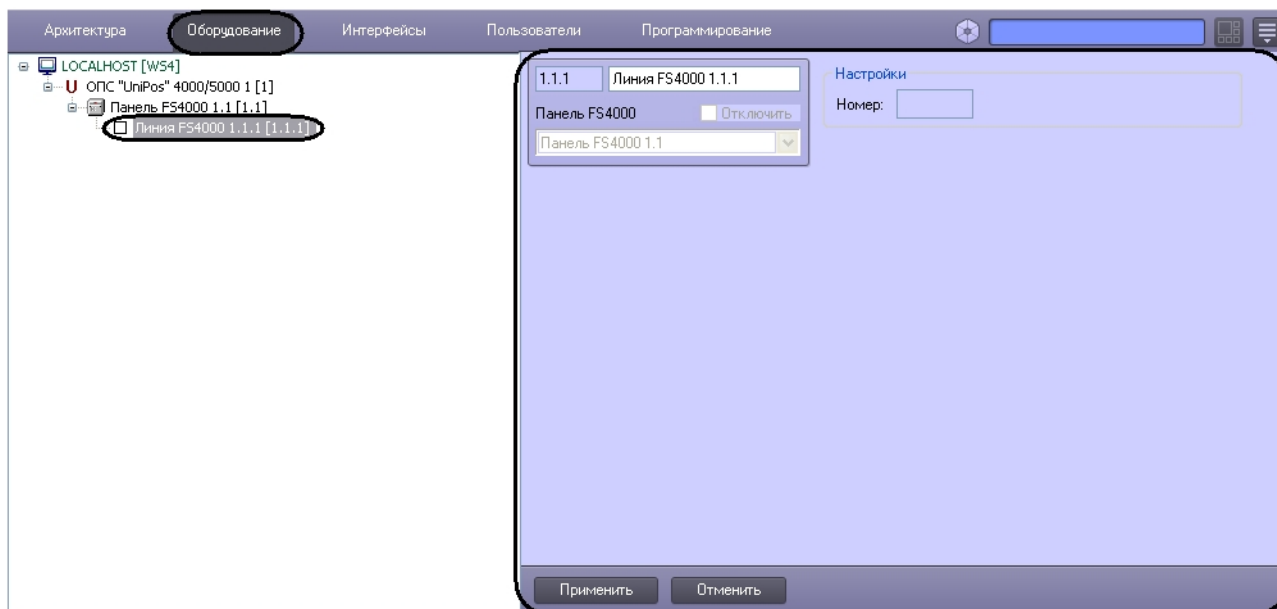 Архитектура Оборудование Интерфейсы Пользователи Программирование
LOCALHOST [WS4]
ОПС "UniPos" 4000/5000 1 [1]
Панель FS4000 1.1 [1.1]
Линия FS4000 1.1.1 [1.1.1]
1.1.1 Линия FS4000 1.1.1
Панель FS4000 Отключить
Панель FS4000 1.1
Настройки
Номер:
Применить Отменить